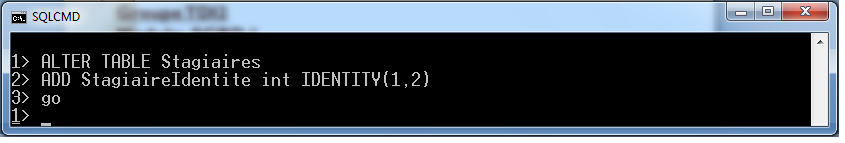 SQLCMD
1> ALTER TABLE Stagiaires
2> ADD StagiaireIdentite int IDENTITY(1,2)
3> go
1>